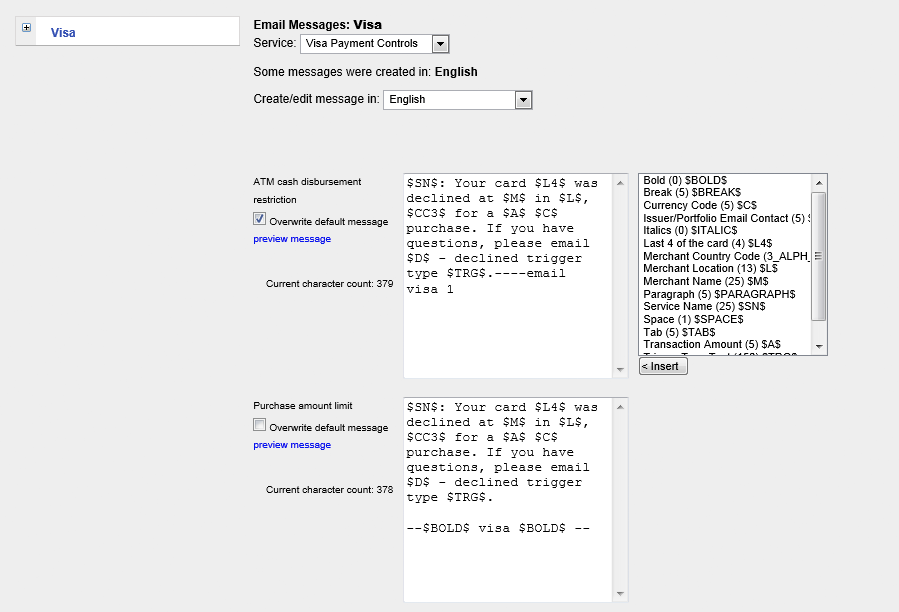 Visa
Email Messages: Visa
Service: Visa Payment Controls
Some messages were created in: English
Create/edit message in: English
ATM cash disbursement
restriction
Overwrite default message
preview message
Current character count: 379
$SN$: Your card $L4$ was
declined at $M$ in $L$,
$CC3$ for a $A$ $C$
purchase. If you have
questions, please email
$D$ - declined trigger
type $TRG$.----email
visa 1
Bold (0) $BOLD$
Break (5) $BREAK$
Currency Code (5) $C$
Issuer/Portfolio Email Contact (5) $
Italics (0) $ITALIC$
Last 4 of the card (4) $L4$
Merchant Country Code (3_ALPH_
Merchant Location (13) $L$
Merchant Name (25) $M$
Paragraph (5) $PARAGRAPH$
Service Name (25) $SN$
Space (1) $SPACE$
Tab (5) $TAB$
Transaction Amount (5) $A$
< Insert
Purchase amount limit
Overwrite default message
preview message
Current character count: 378
$SN$: Your card $L4$ was
declined at $M$ in $L$,
$CC3$ for a $A$ $C$
purchase. If you have
questions, please email
$D$ - declined trigger
type $TRG$.
--$BOLD$ visa $BOLD$ --